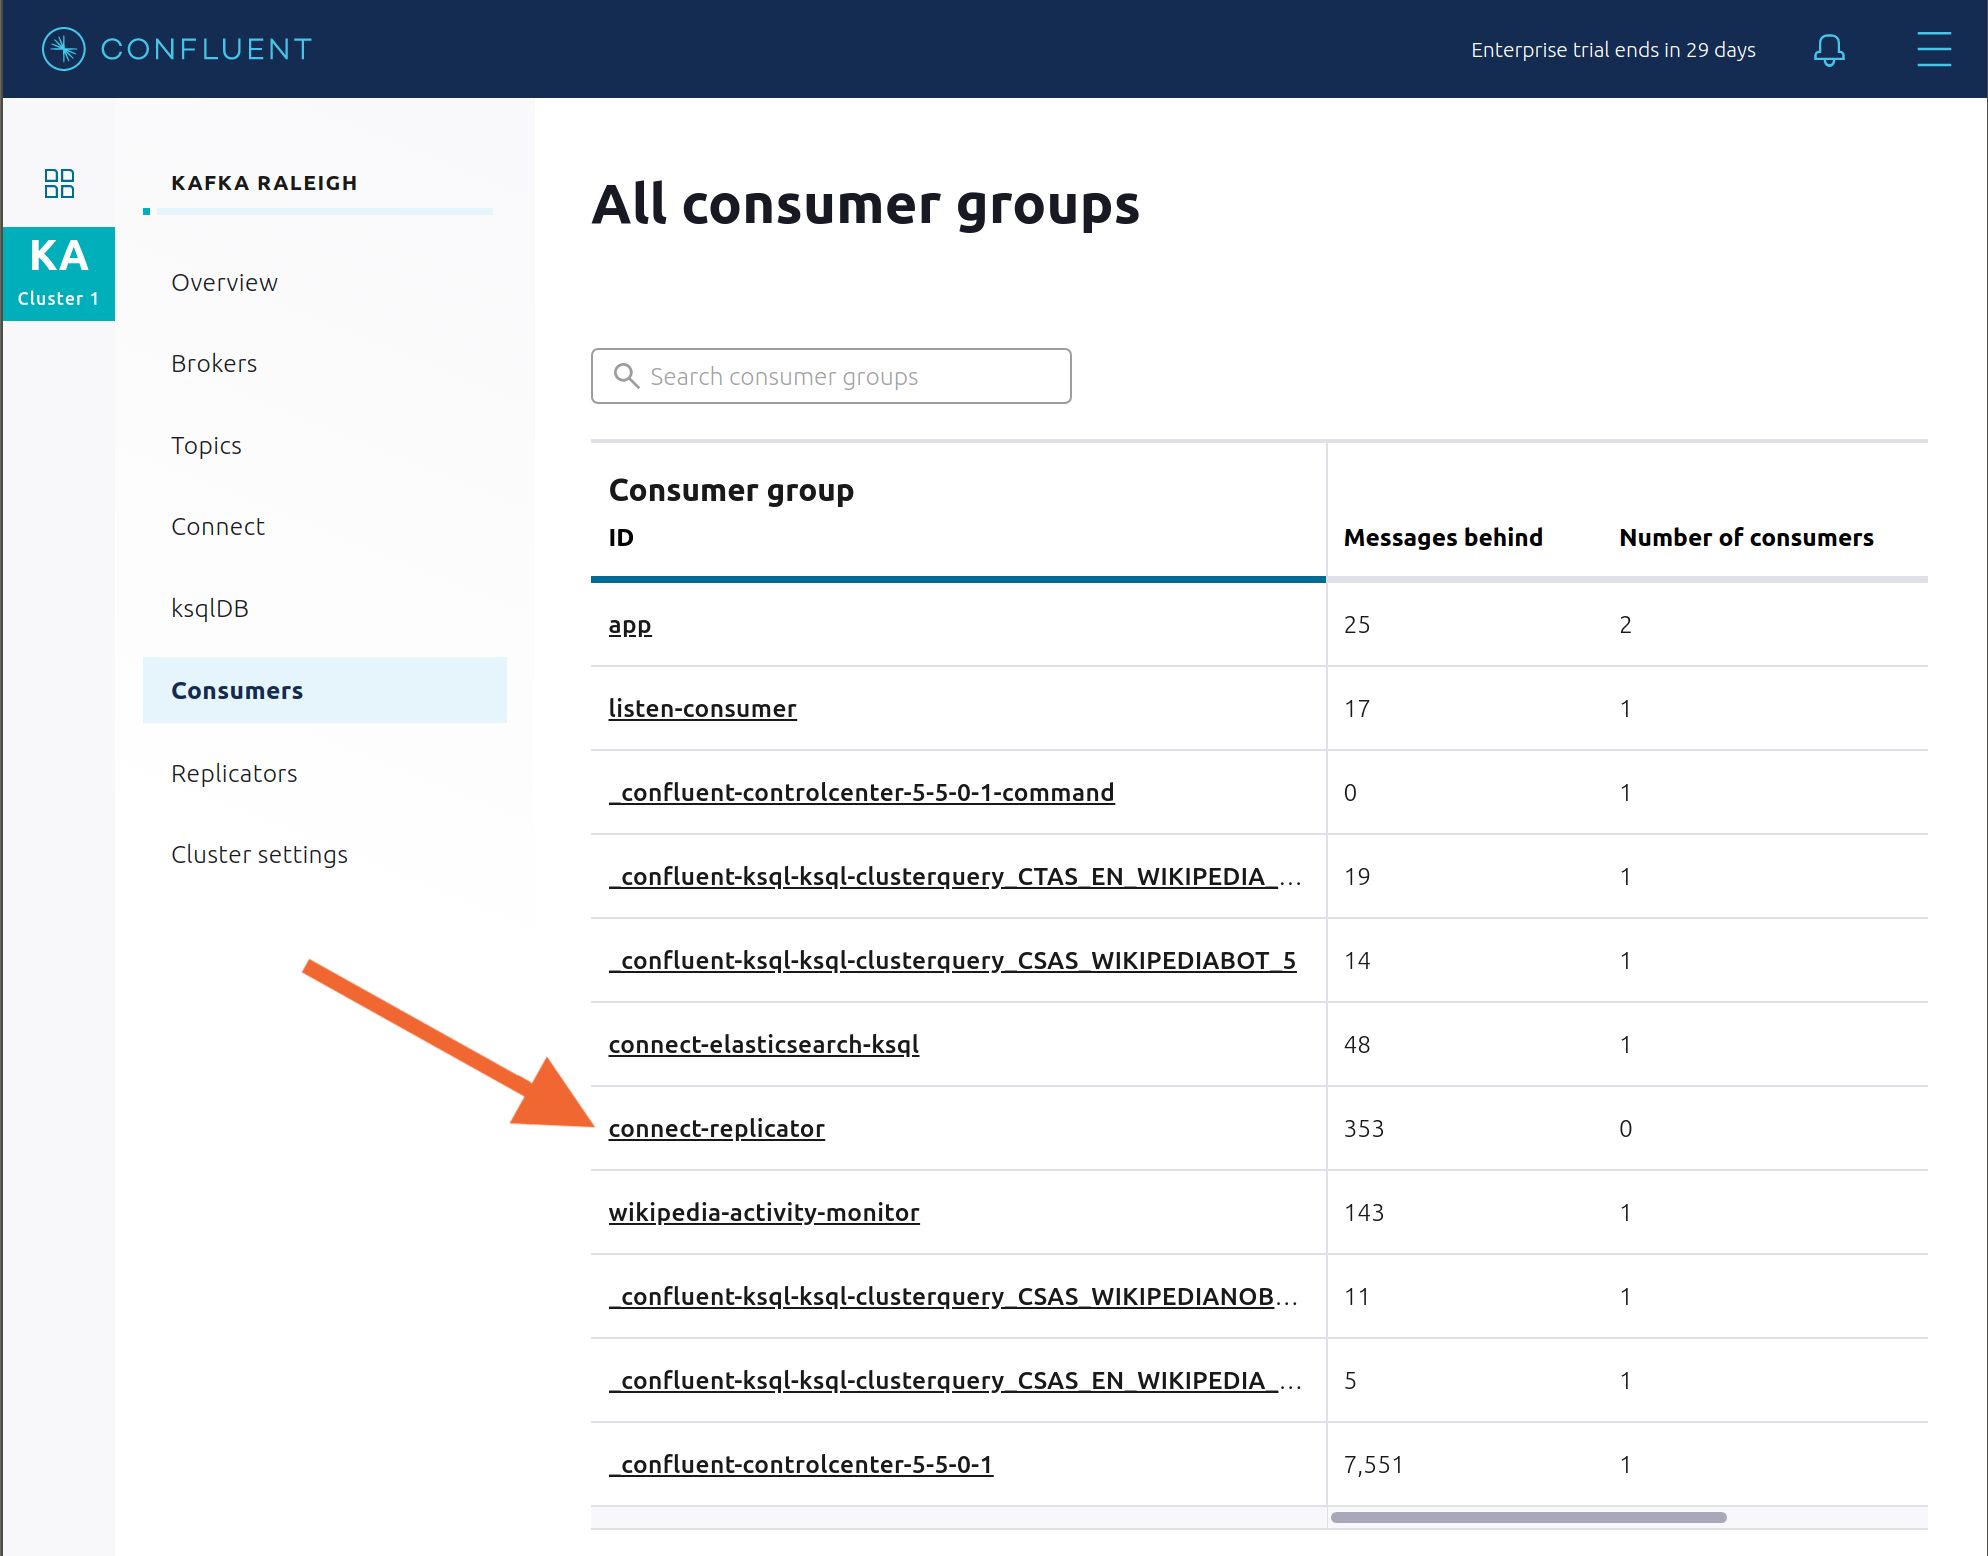 CONFLUENT
Enterprise trial ends in 29 days
KAFKA RALEIGH
KA
Cluster 1
Overview
Brokers
Topics
Connect
ksqlDB
Consumers
Replicators
Cluster settings
All consumer groups
Search consumer groups
Consumer group
ID Messages behind Number of consumers
app 25 2
listen-consumer 17 1
_confluent-controlcenter-5-5-0-1-command 0 1
_confluent-ksql-ksql-clusterquery_CTAS_EN_WIKIPEDIA_... 19 1
_confluent-ksql-ksql-clusterquery_CSAS_WIKIPEDIABOT_5 14 1
connect-elasticsearch-ksql 48 1
connect-replicator 353 0
wikipedia-activity-monitor 143 1
_confluent-ksql-ksql-clusterquery_CSAS_WIKIPEDIANOB... 11 1
_confluent-ksql-ksql-clusterquery_CSAS_EN_WIKIPEDIA_... 5 1
_confluent-controlcenter-5-5-0-1 7,551 1